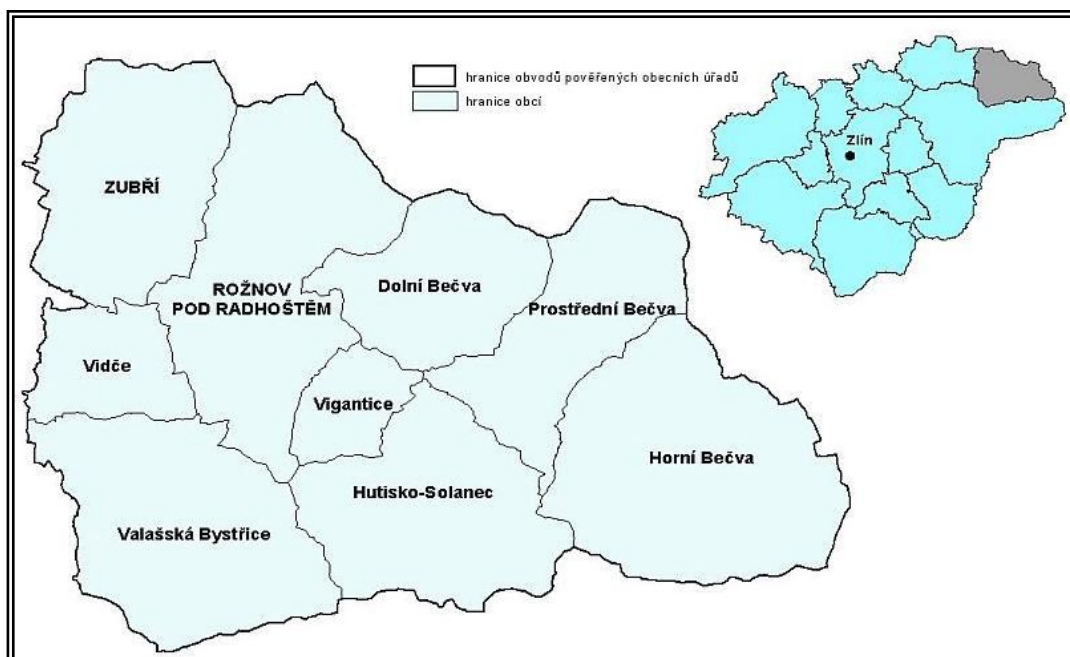 hranice obvodů pověřených obecních úřadů
hranice obcí
Zlín
ZUBŘÍ
ROŽNOV
POD RADHOŠTĚM
Dolní Bečva
Prostřední Bečva
Vidče
Vigantice
Horní Bečva
Hutisko-Solanec
Valašská Bystřice